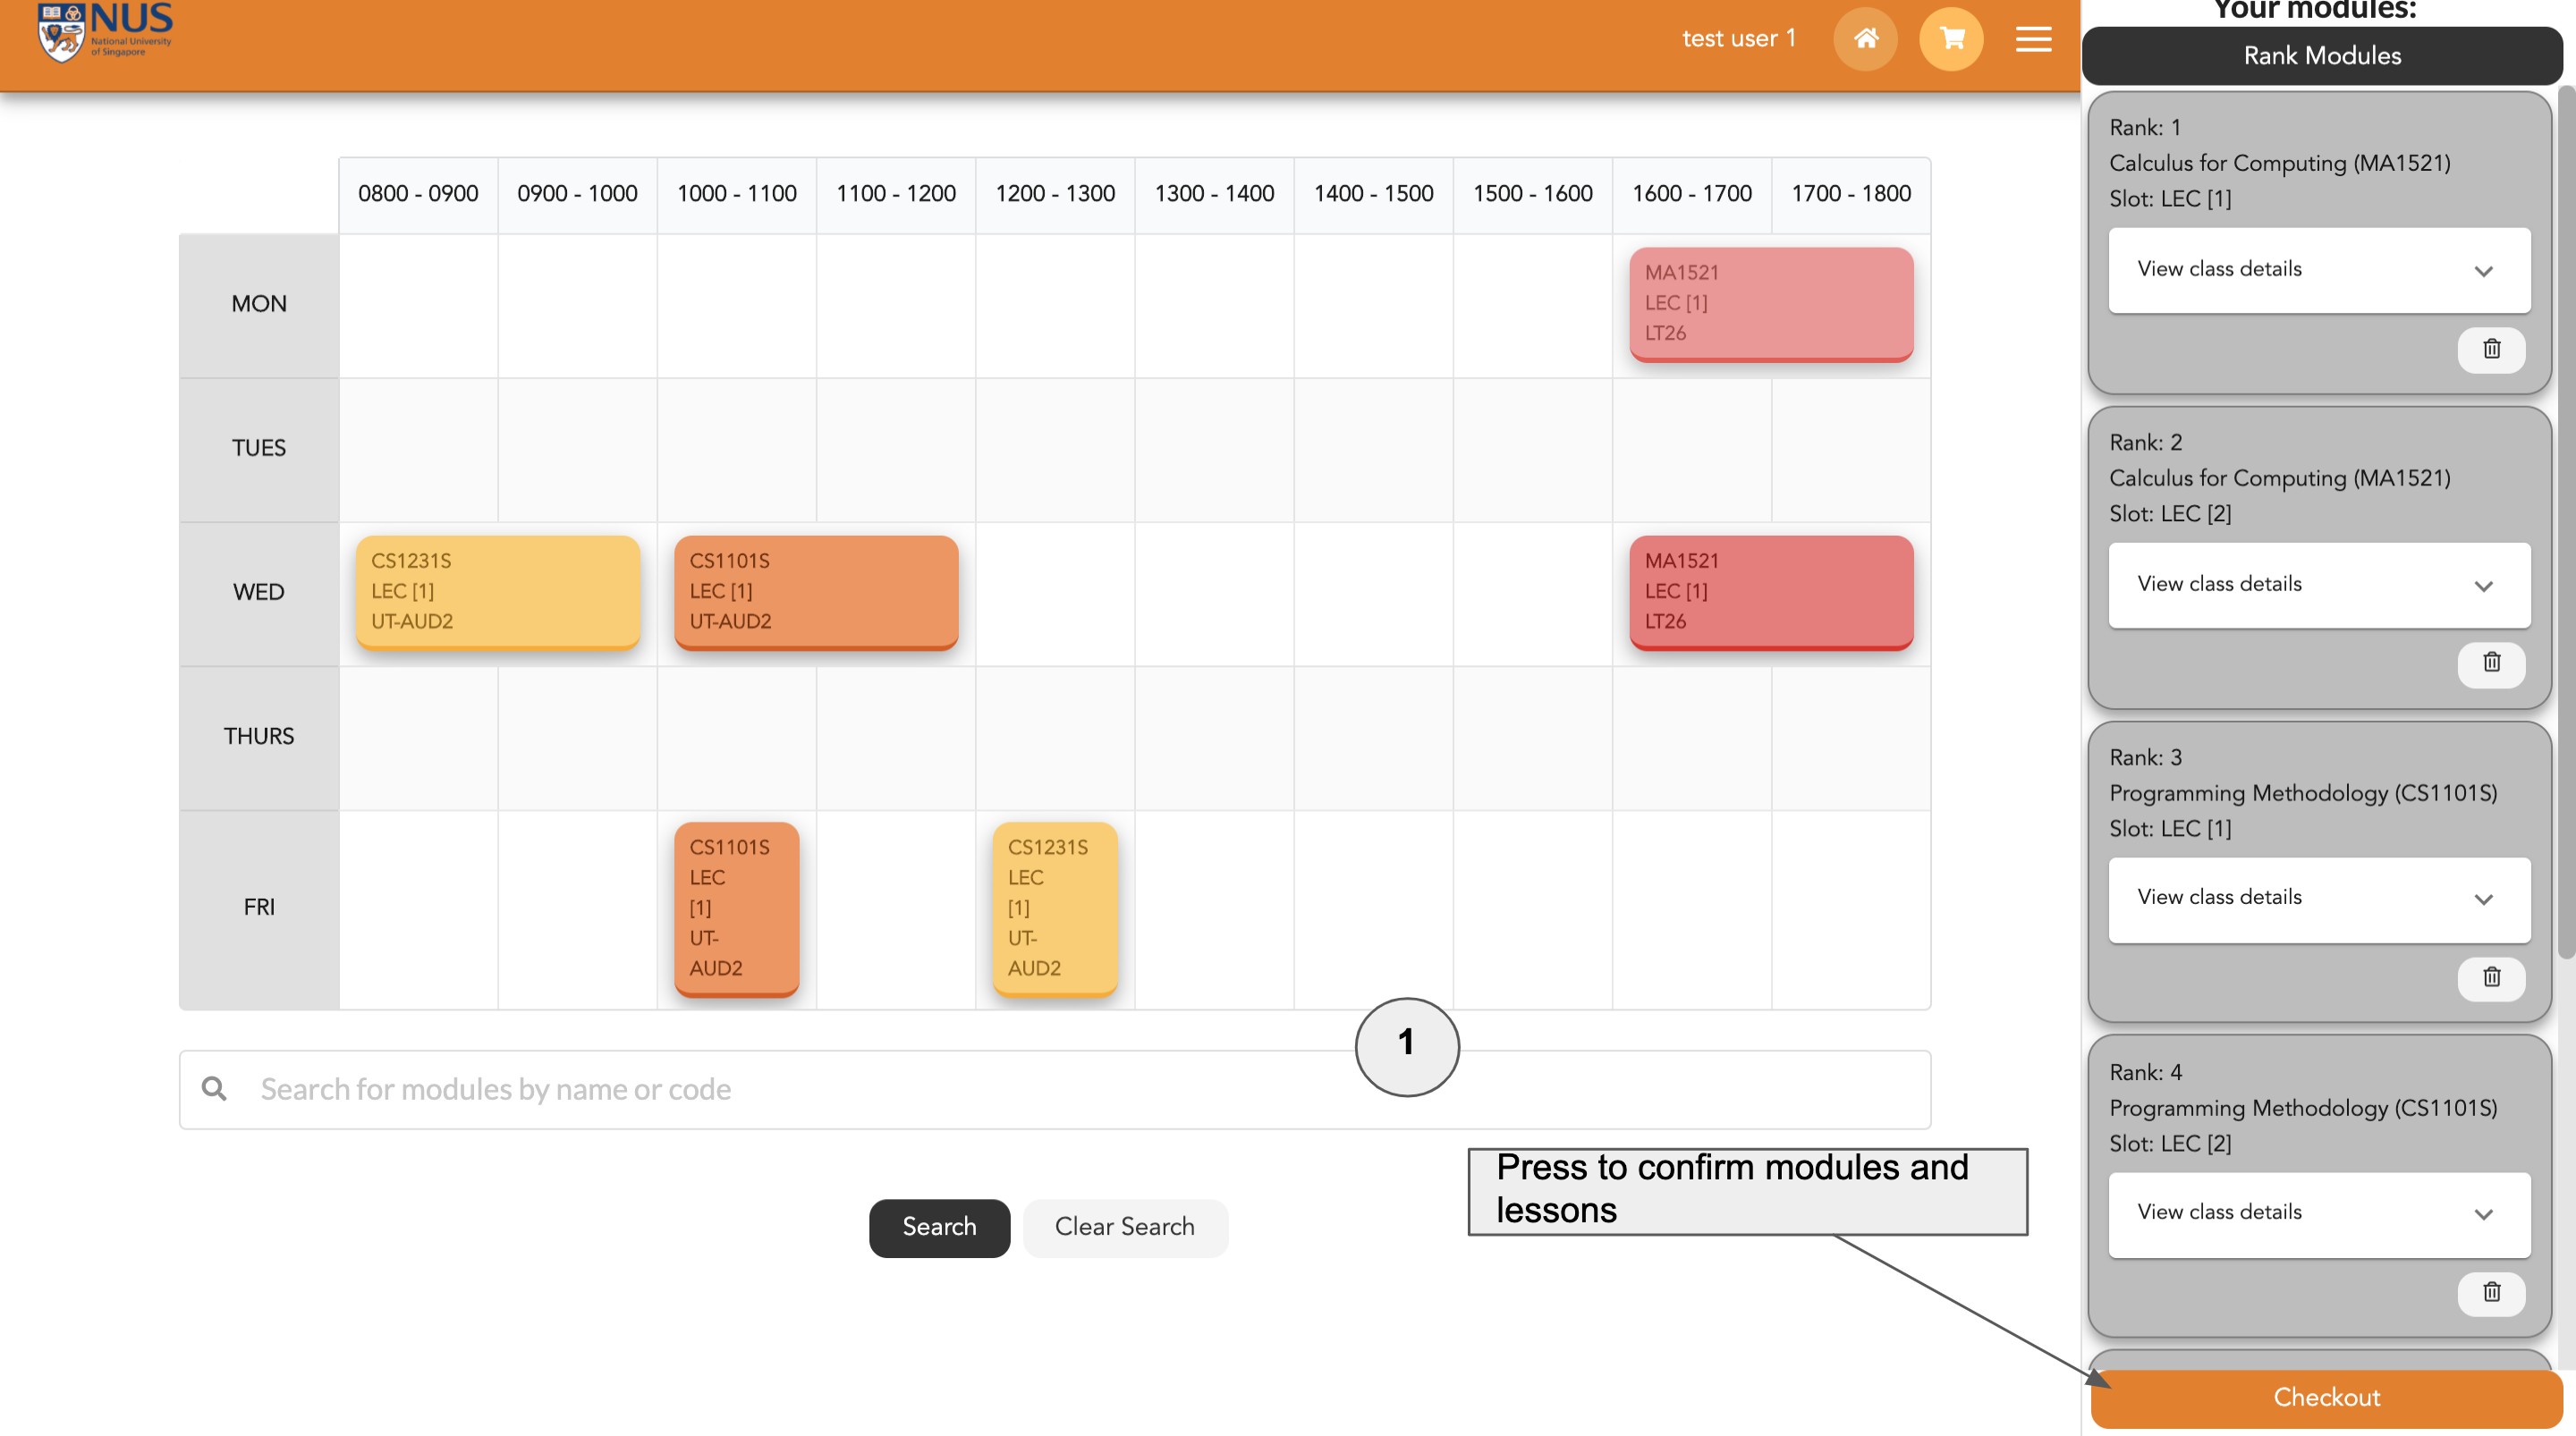 NUS
National University
of Singapore
test user 1
0800 - 0900
0900 - 1000
1000 - 1100
1100 - 1200
1200 - 1300
1300 - 1400
1400 - 1500
1500 - 1600
1600 - 1700
1700 - 1800
MON
MA1521
LEC [1]
LT26
TUES
WED
CS1231S
LEC [1]
UT-AUD2
CS1101S
LEC [1]
UT-AUD2
MA1521
LEC [1]
LT26
THURS
FRI
CS1101S
LEC
[1]
UT-
AUD2
CS1231S
LEC
[1]
UT-
AUD2
1
Search for modules by name or code
Press to confirm modules and
lessons
Search
Clear Search
Your modules:
Rank Modules
Rank: 1
Calculus for Computing (MA1521)
Slot: LEC [1]
View class details
Rank: 2
Calculus for Computing (MA1521)
Slot: LEC [2]
View class details
Rank: 3
Programming Methodology (CS1101S)
Slot: LEC [1]
View class details
Rank: 4
Programming Methodology (CS1101S)
Slot: LEC [2]
View class details
Checkout